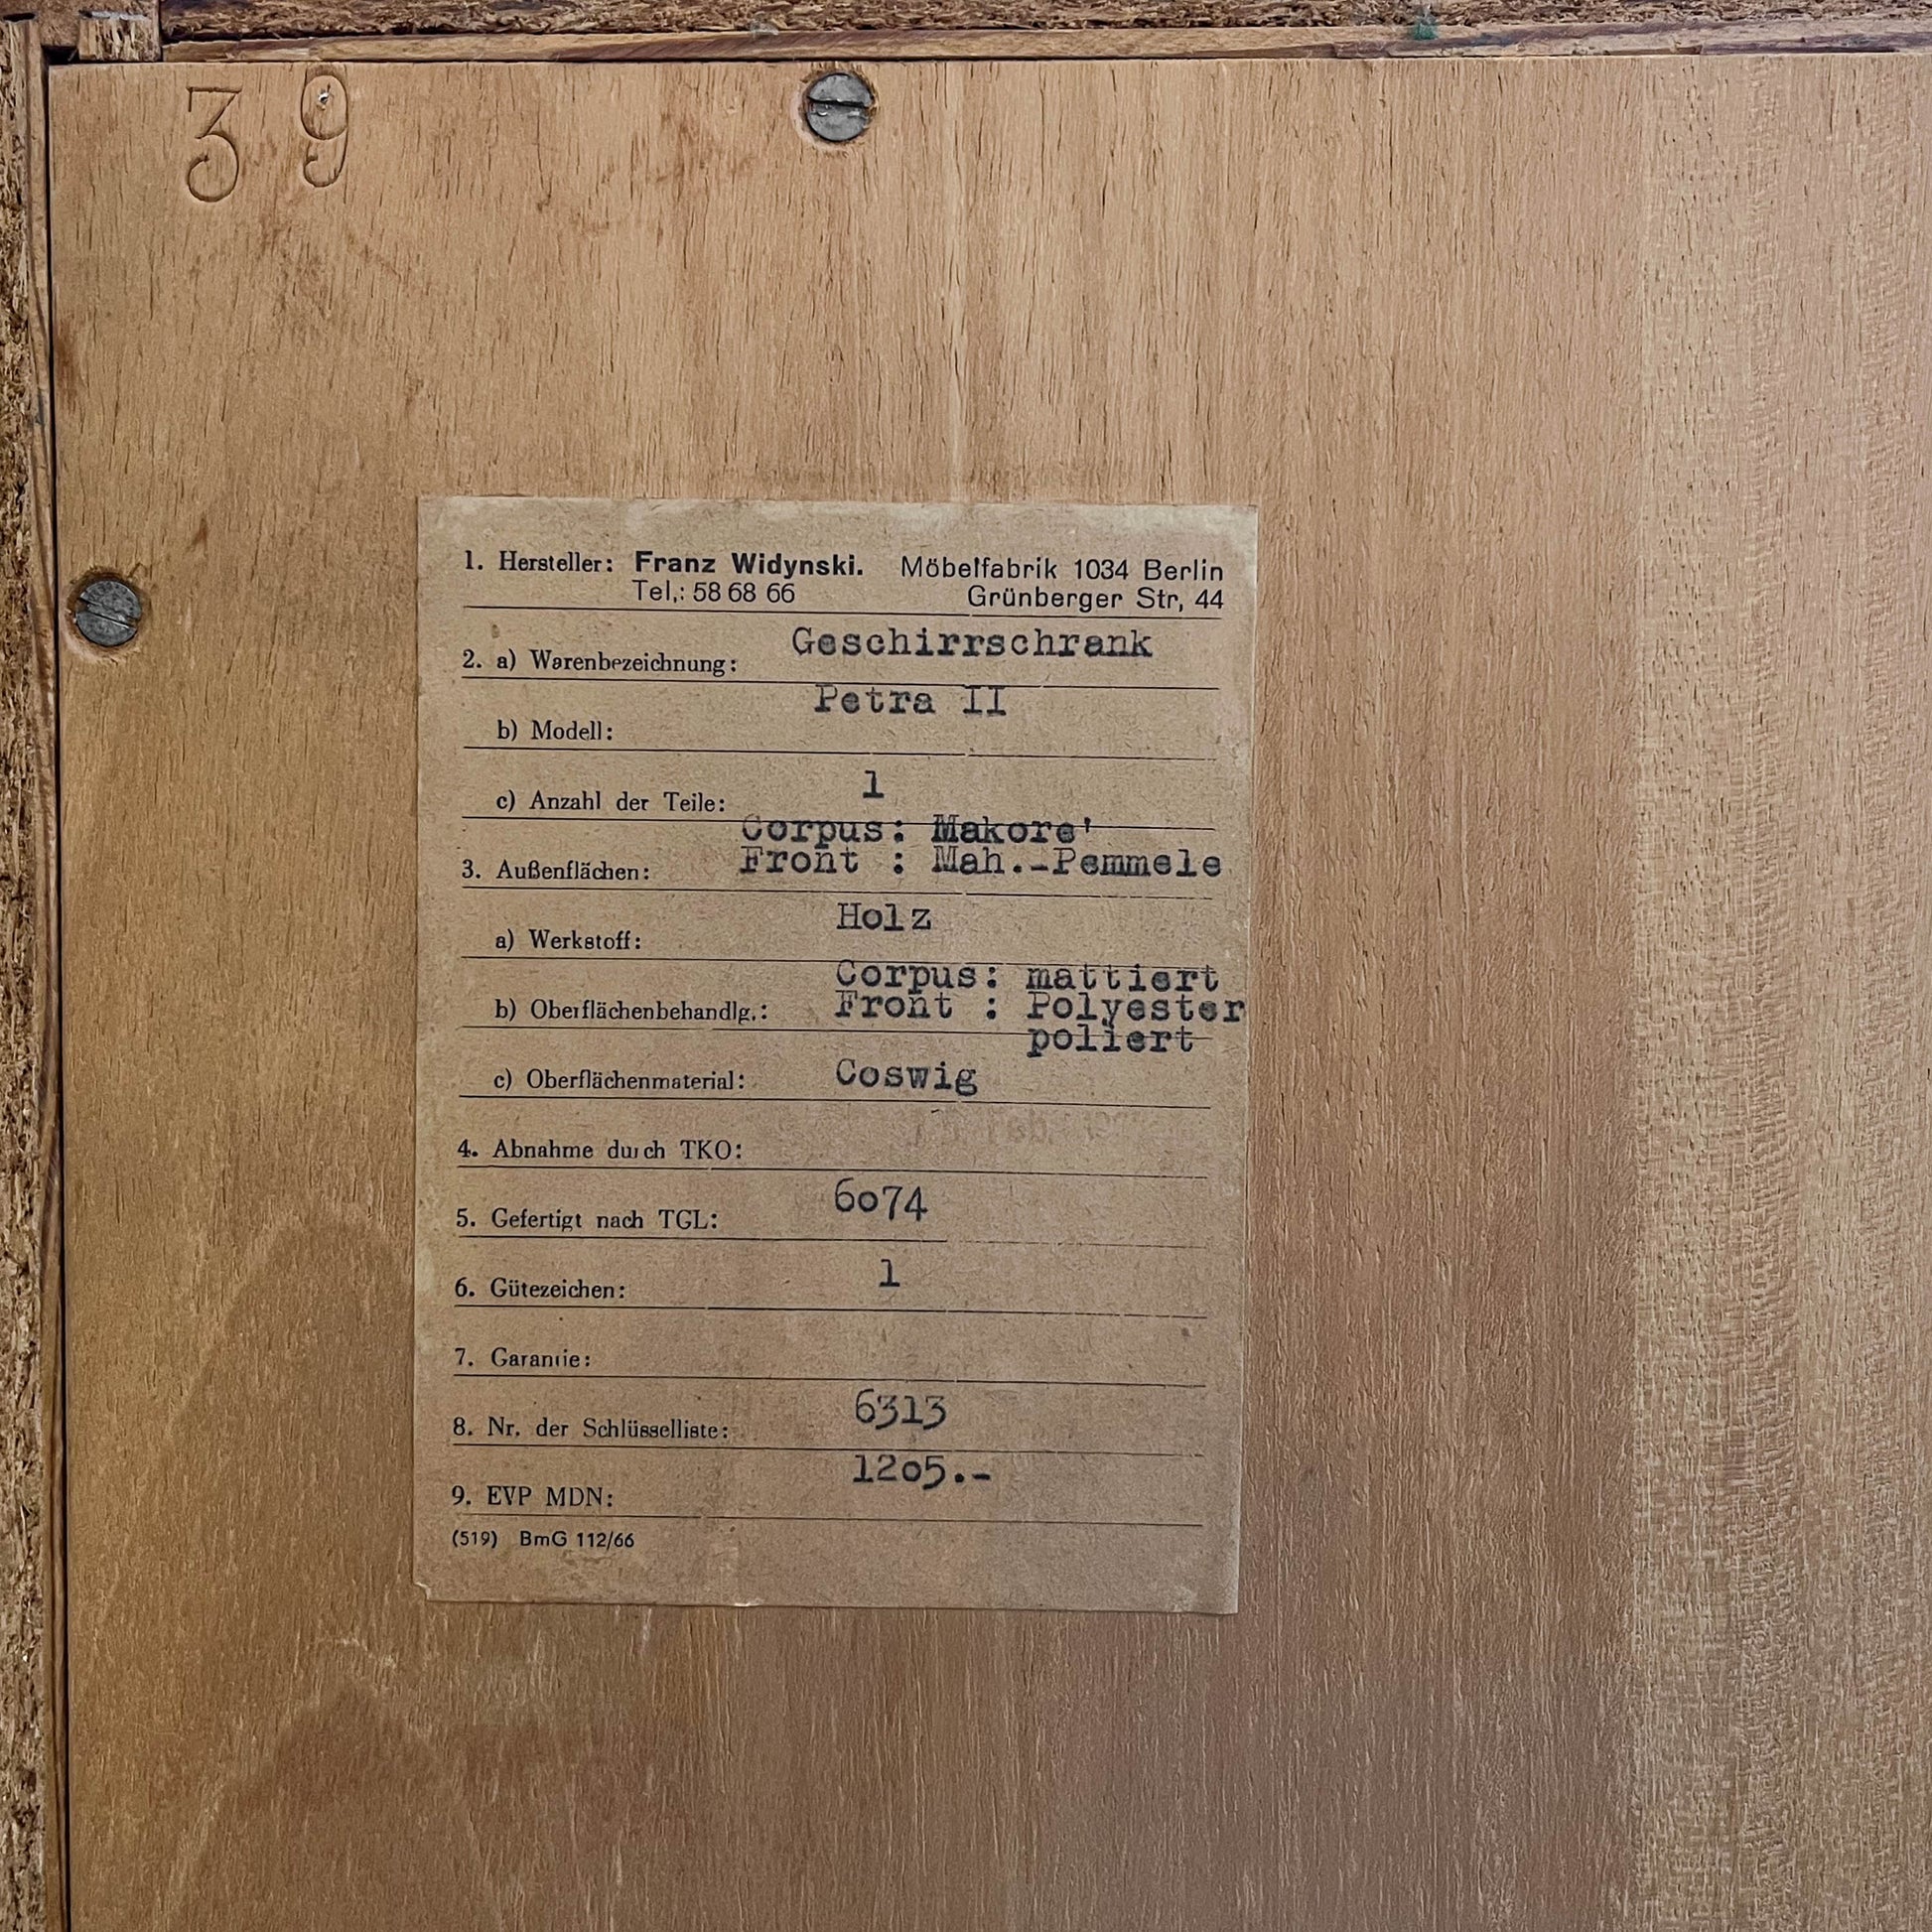 39
1. Hersteller: Franz Widynski. Möbelfabrik 1034 Berlin
Tel.: 58 68 66 Grünberger Str, 44
2. a) Warenbezeichnung: Geschirrschrank
b) Modell: Petra II
c) Anzahl der Teile: 1
Corpus: Makore'
3. Außenflächen: Front : Mah.-Pemmele
a) Werkstoff: Holz
Corpus: mattiert
b) Oberflächenbehandlg.: Front : Polyester
poliert
c) Oberflächenmaterial: Coswig
4. Abnahme durch TKO:
5. Gefertigt nach TGL: 6074
6. Gütezeichen: 1
7. Garantie:
8. Nr. der Schlüsselliste: 6313
9. EVP MDN: 1205.-
(519) BmG 112/66